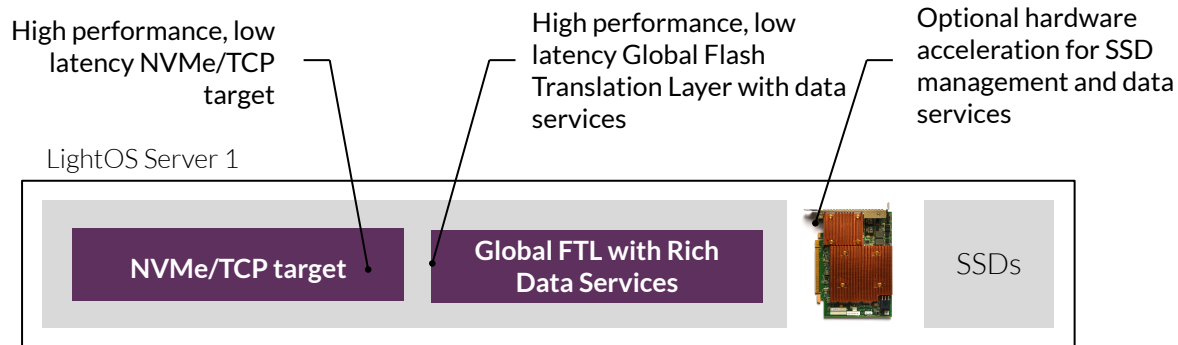 High performance, low
latency NVMe/TCP
target
High performance, low
latency Global Flash
Translation Layer with data
services
Optional hardware
acceleration for SSD
management and data
services
LightOS Server 1
NVMe/TCP target
Global FTL with Rich
Data Services
SSDs